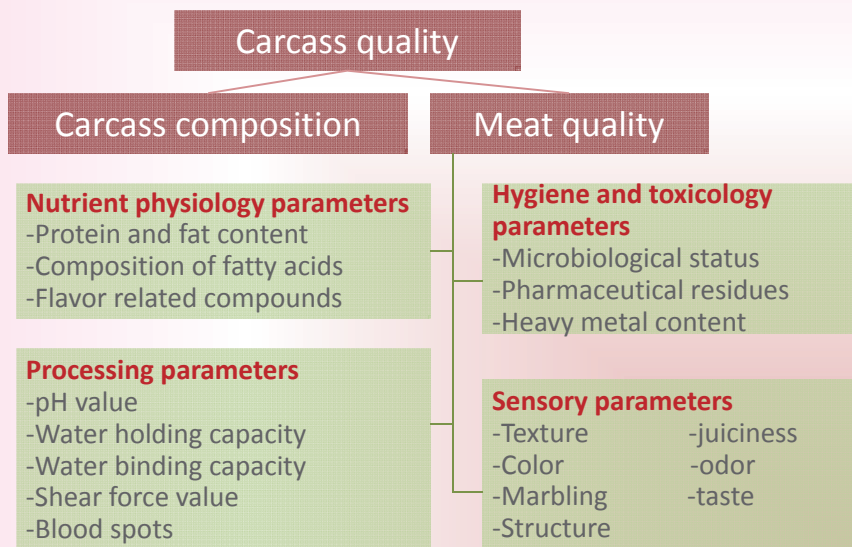 Carcass quality
Carcass composition
Meat quality
Nutrient physiology parameters
-Protein and fat content
-Composition of fatty acids
-Flavor related compounds
Hygiene and toxicology
parameters
-Microbiological status
-Pharmaceutical residues
-Heavy metal content
Processing parameters
-pH value
-Water holding capacity
-Water binding capacity
-Shear force value
-Blood spots
Sensory parameters
-Texture -juiciness
-Color -odor
-Marbling -taste
-Structure